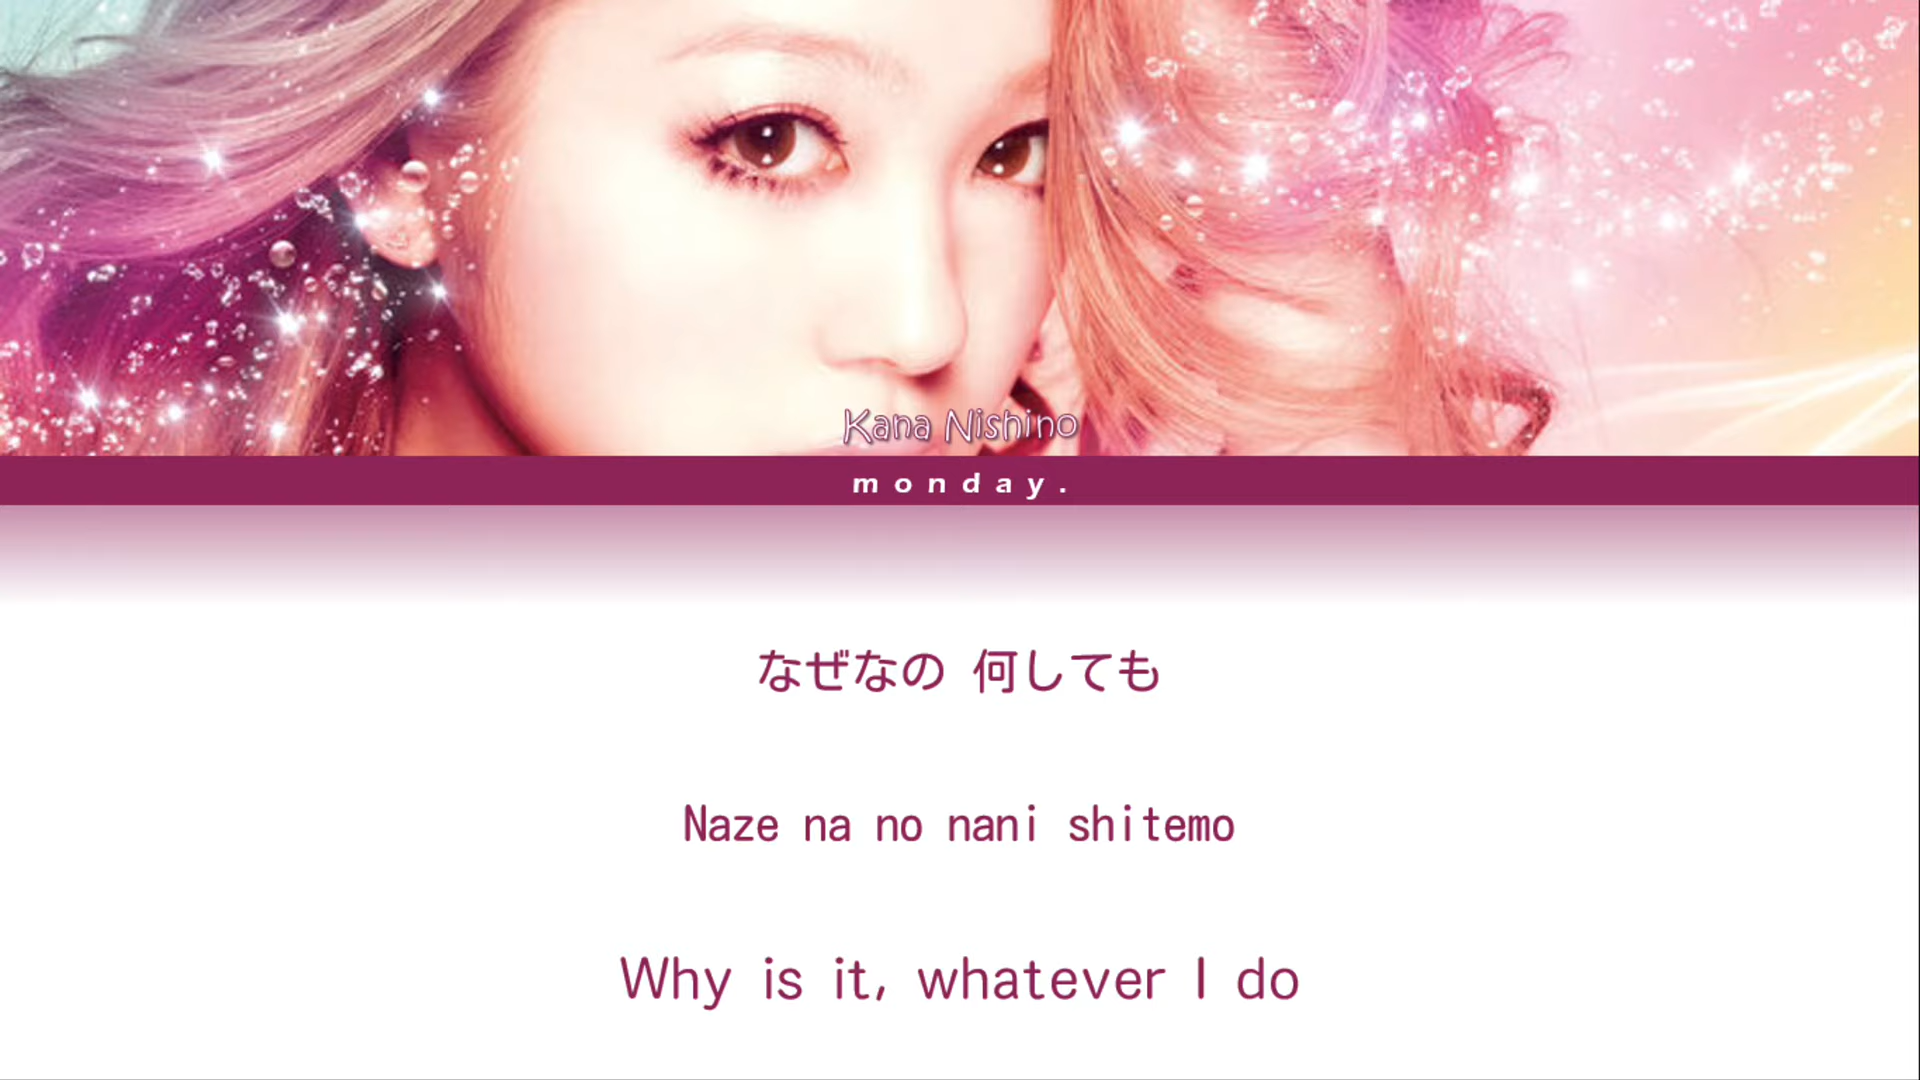 Kana Nishino
monday.
なぜなの 何しても
Naze na no nani shitemo
Why is it, whatever I do